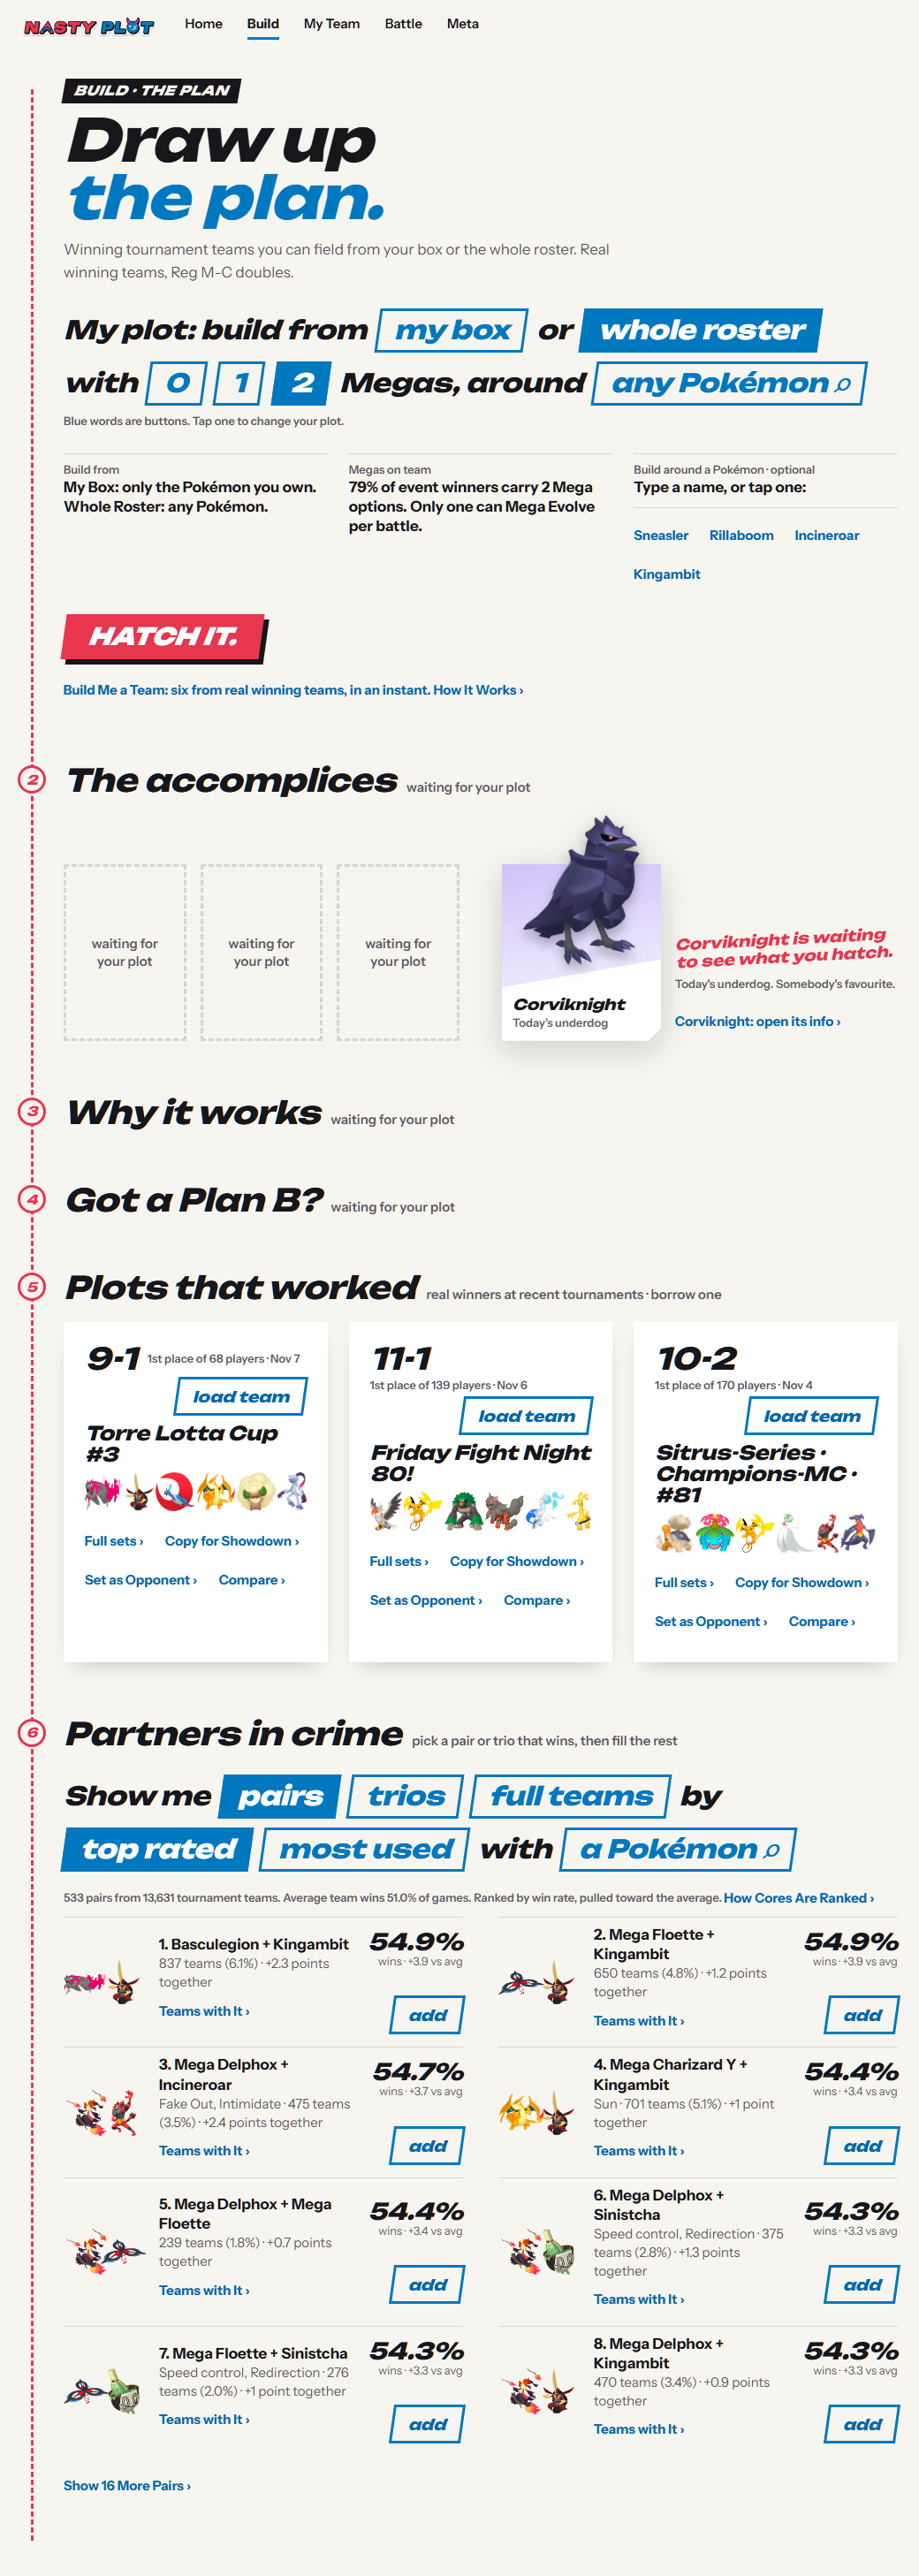 NASTY PLOT
Home Build My Team Battle Meta
BUILD · THE PLAN
Draw up
the plan.
Winning tournament teams you can field from your box or the whole roster. Real
winning teams, Reg M-C doubles.
My plot: build from my box or whole roster
with 0 1 2 Megas, around any Pokémon
Blue words are buttons. Tap one to change your plot.
Build from
My Box: only the Pokémon you own.
Whole Roster: any Pokémon.
Megas on team
79% of event winners carry 2 Mega
options. Only one can Mega Evolve
per battle.
Build around a Pokémon · optional
Type a name, or tap one:
Sneasler Rillaboom Incineroar
Kingambit
HATCH IT.
Build Me a Team: six from real winning teams, in an instant. How It Works ›
2 The accomplices waiting for your plot
waiting for
your plot
waiting for
your plot
waiting for
your plot
Corviknight
Today's underdog
Corviknight is waiting
to see what you hatch.
Today's underdog. Somebody's favourite.
Corviknight: open its info ›
3 Why it works waiting for your plot
4 Got a Plan B? waiting for your plot
5 Plots that worked real winners at recent tournaments · borrow one
9-1 1st place of 68 players · Nov 7
load team
Torre Lotta Cup
#3
Full sets › Copy for Showdown ›
Set as Opponent › Compare ›
11-1
1st place of 139 players · Nov 6
load team
Friday Fight Night
80!
Full sets › Copy for Showdown ›
Set as Opponent › Compare ›
10-2
1st place of 170 players · Nov 4
load team
Sitrus-Series ·
Champions-MC ·
#81
Full sets › Copy for Showdown ›
Set as Opponent › Compare ›
6 Partners in crime pick a pair or trio that wins, then fill the rest
Show me pairs trios full teams by
top rated most used with a Pokémon
533 pairs from 13,631 tournament teams. Average team wins 51.0% of games. Ranked by win rate, pulled toward the average. How Cores Are Ranked ›
1. Basculegion + Kingambit
837 teams (6.1%) · +2.3 points
together
Teams with It ›
54.9%
wins · +3.9 vs avg
add
2. Mega Floette +
Kingambit
650 teams (4.8%) · +1.2 points
together
Teams with It ›
54.9%
wins · +3.9 vs avg
add
3. Mega Delphox +
Incineroar
Fake Out, Intimidate · 475 teams
(3.5%) · +2.4 points together
Teams with It ›
54.7%
wins · +3.7 vs avg
add
4. Mega Charizard Y +
Kingambit
Sun · 701 teams (5.1%) · +1 point
together
Teams with It ›
54.4%
wins · +3.4 vs avg
add
5. Mega Delphox + Mega
Floette
239 teams (1.8%) · +0.7 points
together
Teams with It ›
54.4%
wins · +3.4 vs avg
add
6. Mega Delphox +
Sinistcha
Speed control, Redirection · 375
teams (2.8%) · +1.3 points
together
Teams with It ›
54.3%
wins · +3.3 vs avg
add
7. Mega Floette + Sinistcha
Speed control, Redirection · 276
teams (2.0%) · +1 point together
Teams with It ›
54.3%
wins · +3.3 vs avg
add
8. Mega Delphox +
Kingambit
470 teams (3.4%) · +0.9 points
together
Teams with It ›
54.3%
wins · +3.3 vs avg
add
Show 16 More Pairs ›